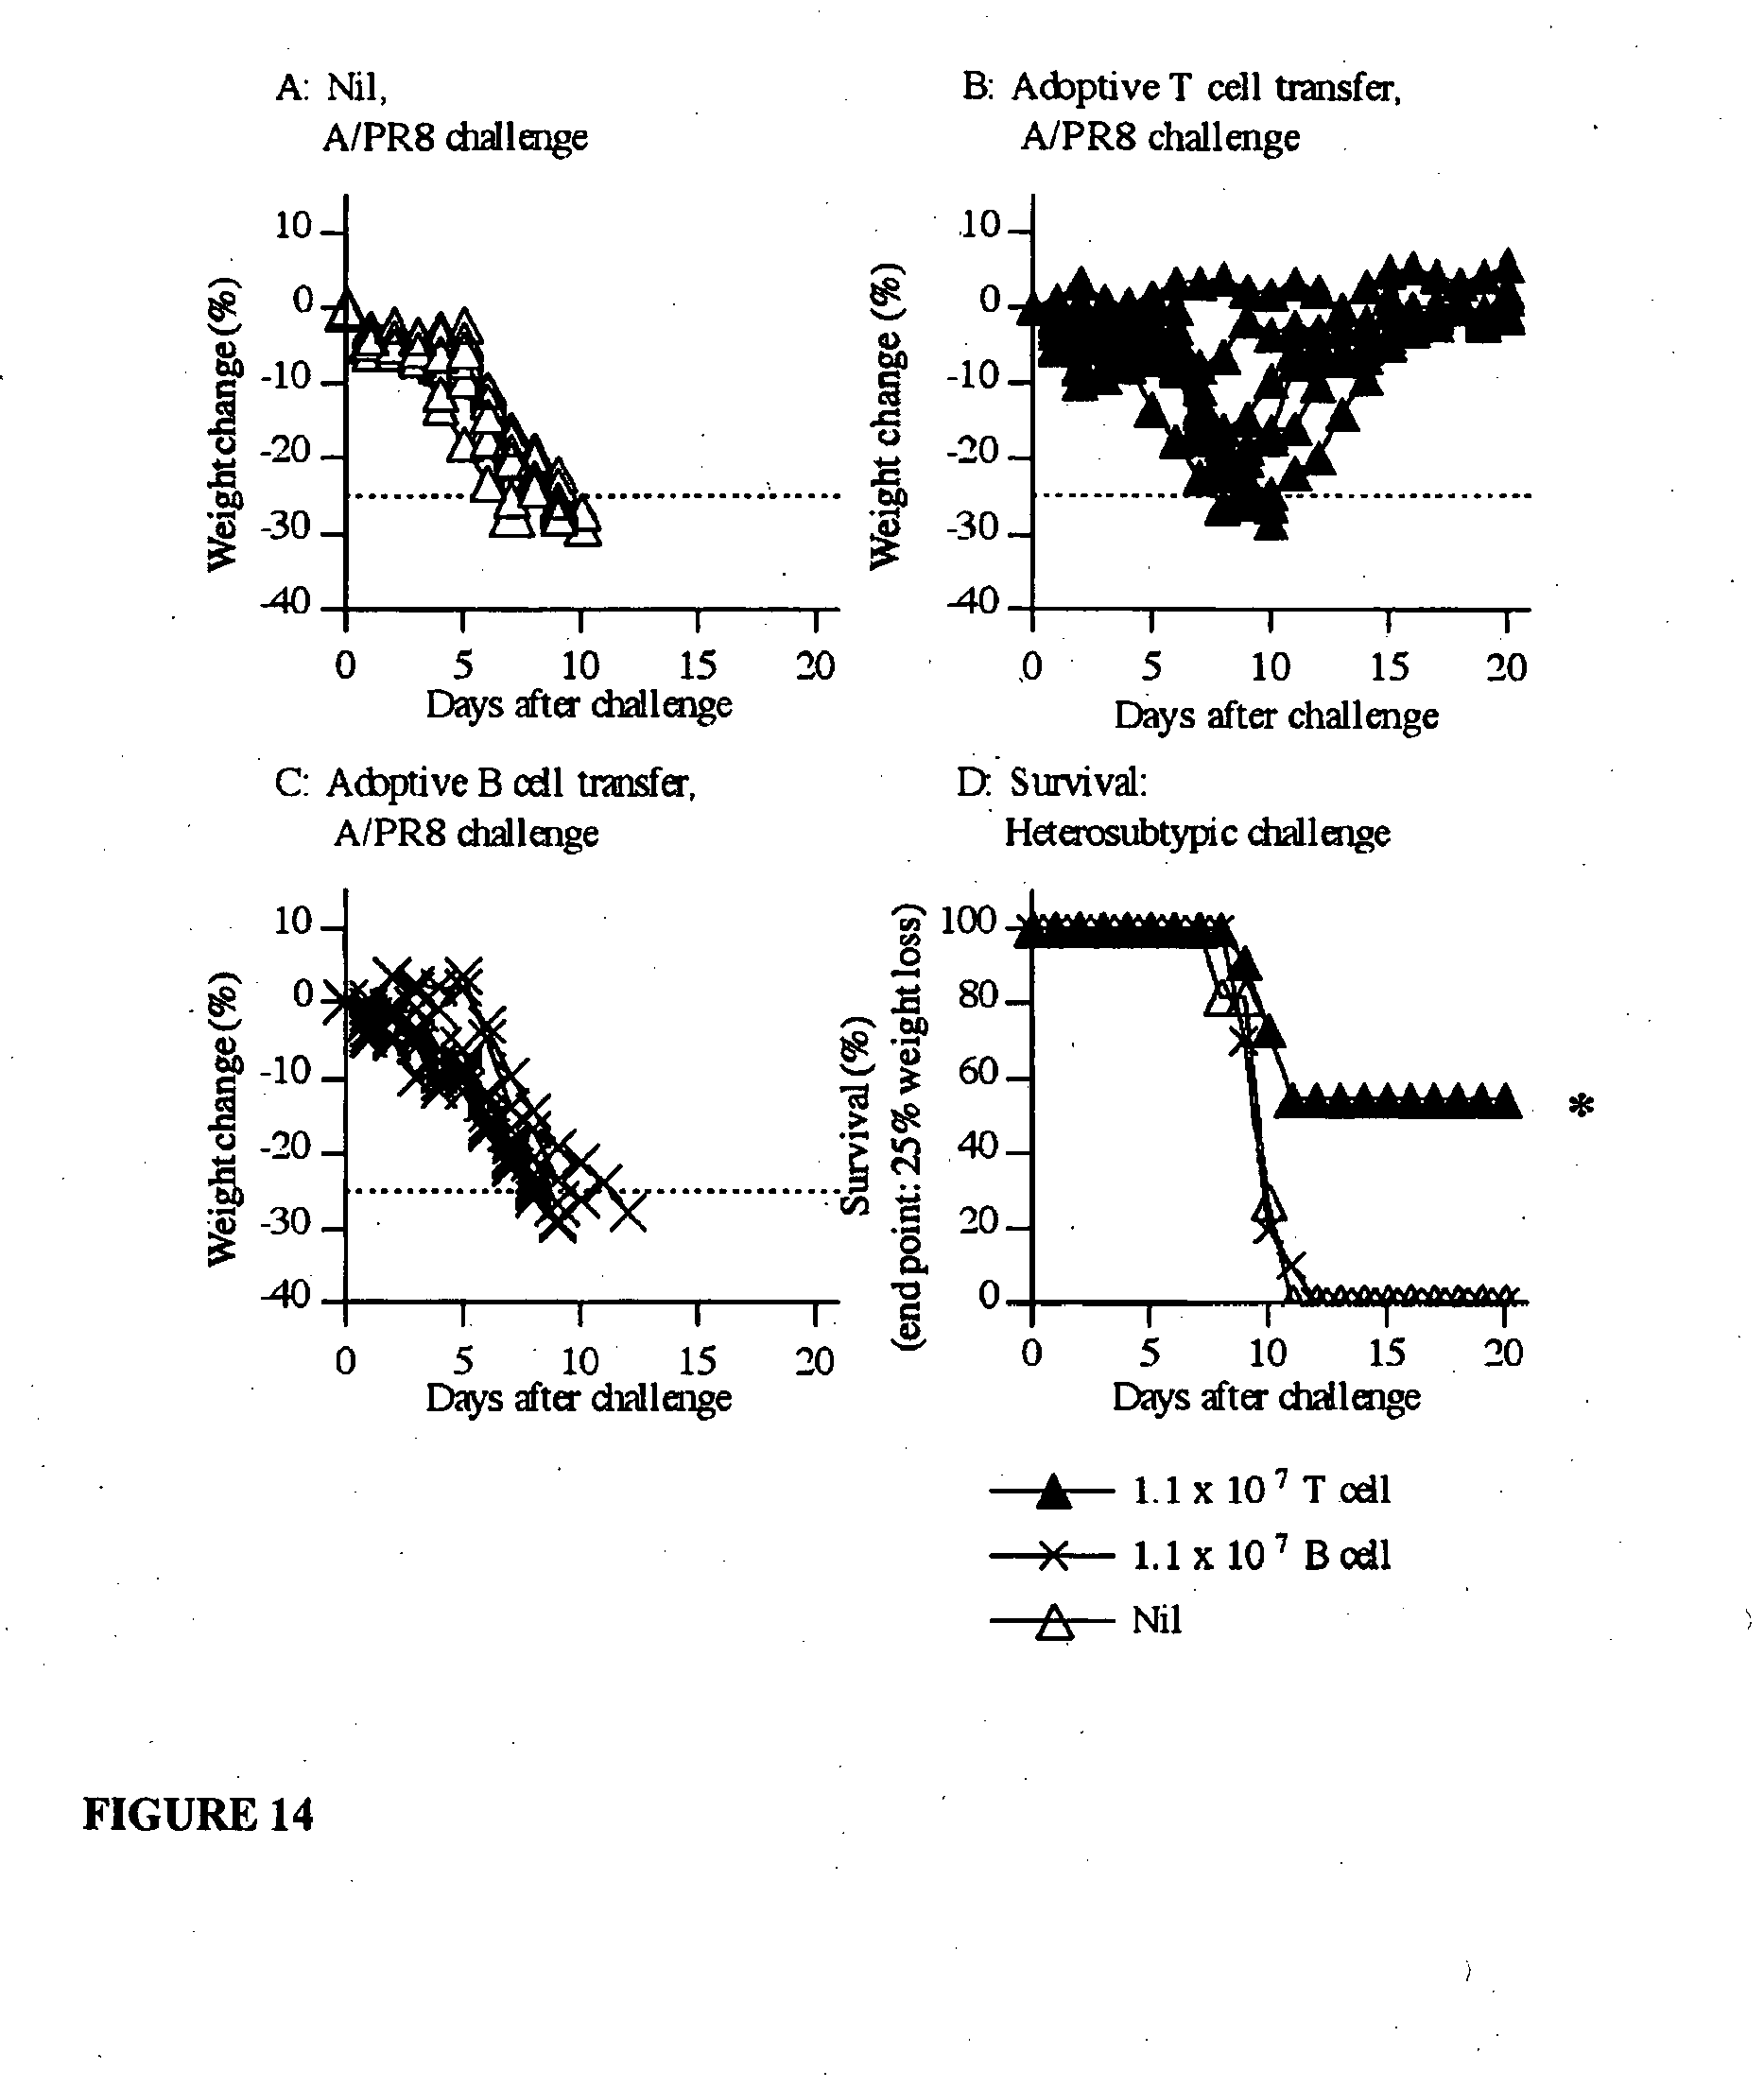 A: Nil,
A/PR8 challenge
10
0
-10
-20
-30
-40
Weight change (%)
0 5 10 15 20
Days after challenge
B: Adoptive T cell transfer,
A/PR8 challenge
10
0
-10
-20
-30
-40
Weight change (%)
0 5 10 15 20
Days after challenge
C: Adoptive B cell transfer,
A/PR8 challenge
10
0
-10
-20
-30
-40
Weight change (%)
0 5 10 15 20
Days after challenge
D: Survival:
Heterosubtypic challenge
100
80
60
40
20
0
Survival (%)
(end point: 25% weight loss)
*
0 5 10 15 20
Days after challenge
1.1 x 10⁷ T cell
1.1 x 10⁷ B cell
Nil
FIGURE 14